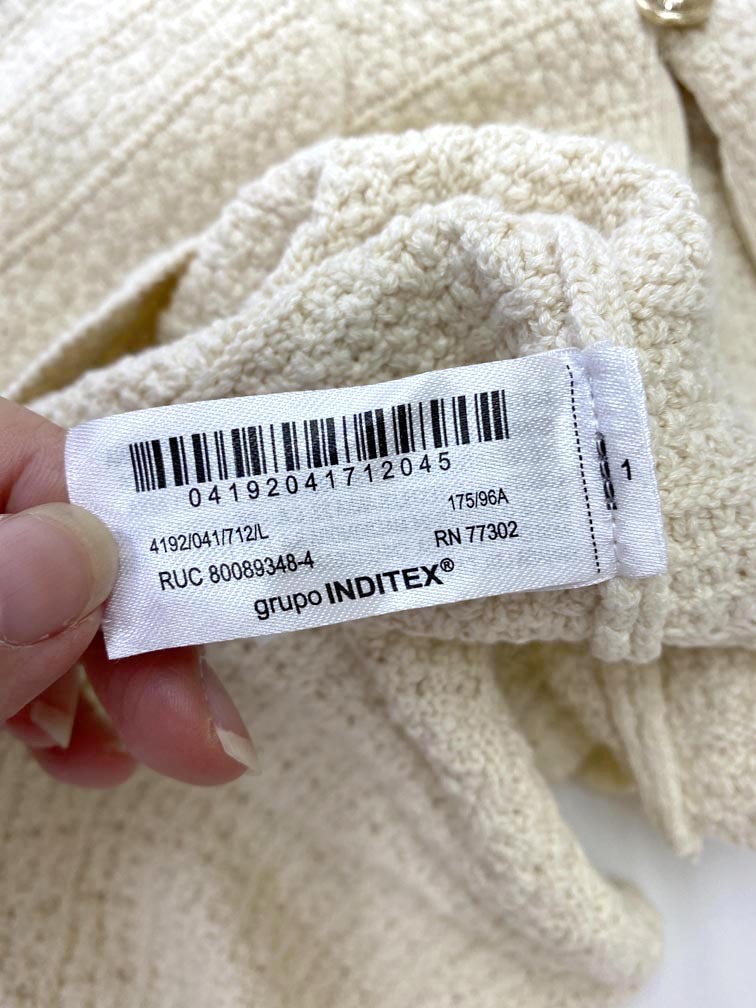 04192041712045
4192/041/712/L
175/96A
RUC 80089348-4
RN 77302
grupo INDITEX®
1